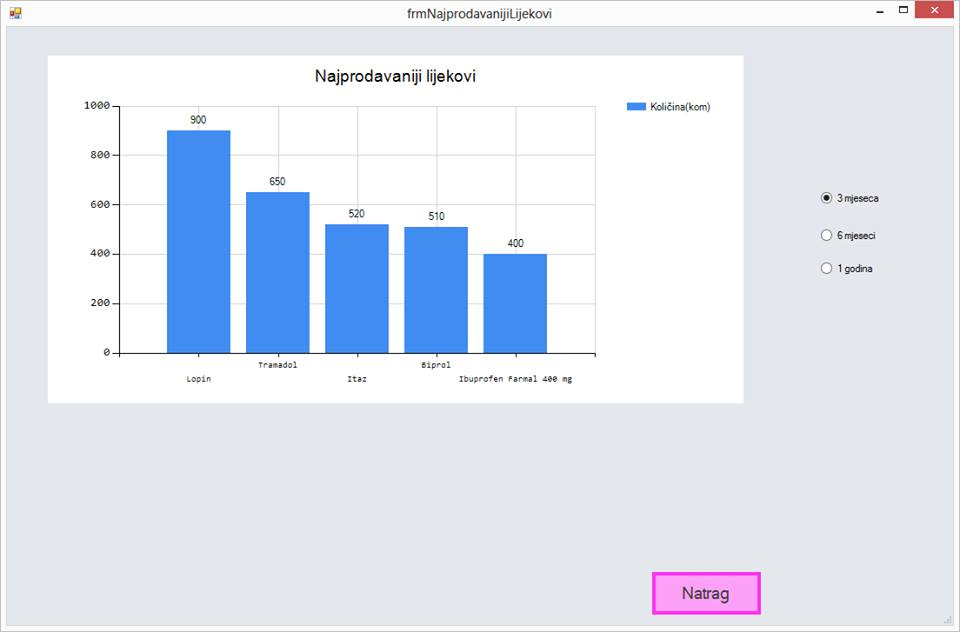 frmNajprodavanijiLijekovi
Najprodavaniji lijekovi
Količina(kom)
1000
800
600
400
200
0
900
650
520
510
400
Lopin
Tramadol
Itaz
Biprol
Ibuprofen Farmal 400 mg
3 mjeseca
6 mjeseci
1 godina
Natrag